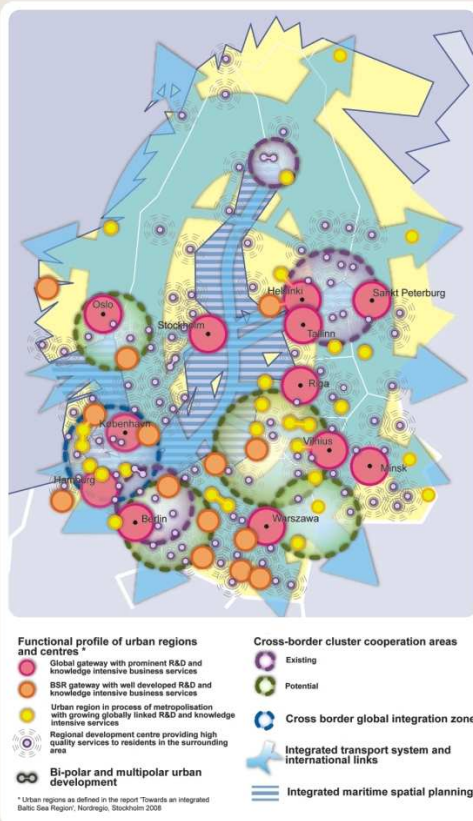 Oslo
Helsinki
Sankt Peterburg
Stockholm
Tallinn
Riga
København
Vilnius
Minsk
Hamburg
Berlin
Warszawa
Functional profile of urban regions
and centres *
Global gateway with prominent R&D and
knowledge intensive business services
BSR gateway with well developed R&D and
knowledge intensive business services
Urban region in process of metropolisation
with growing globally linked R&D and knowledge
intensive services
Regional development centre providing high
quality services to residents in the surrounding
area
Bi-polar and multipolar urban
development
* Urban regions as defined in the report 'Towards an integrated
Baltic Sea Region', Nordregio, Stockholm 2008
Cross-border cluster cooperation areas
Existing
Potential
Cross border global integration zone
Integrated transport system and
international links
Integrated maritime spatial planning